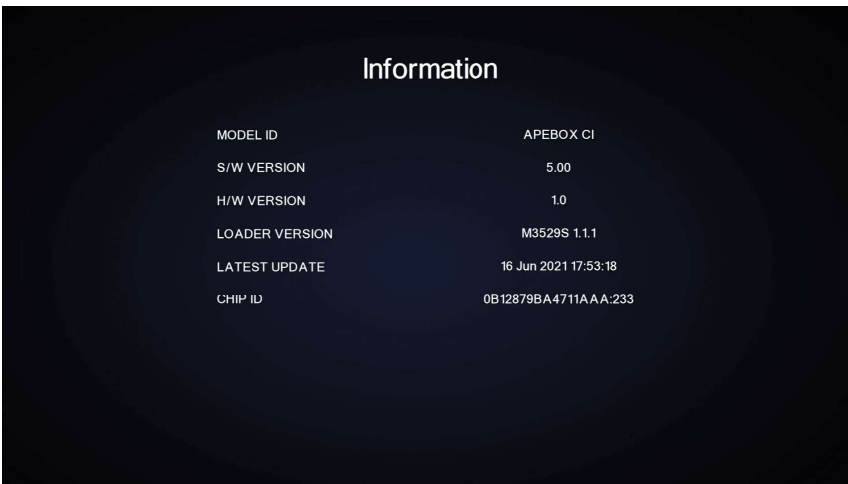 Information
MODEL ID APEBOX CI
S/W VERSION 5.00
H/W VERSION 1.0
LOADER VERSION M3529S 1.1.1
LATEST UPDATE 16 Jun 2021 17:53:18
CHIP ID 0B12879BA4711AAA:233